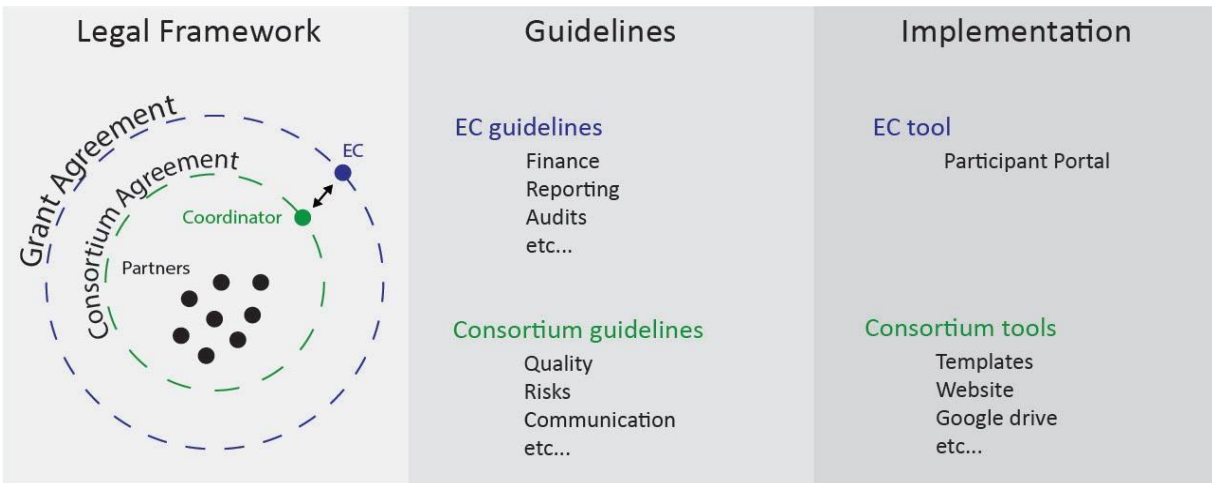 Legal Framework
Grant Agreement
Consortium Agreement
EC
Coordinator
Partners
Guidelines
EC guidelines
Finance
Reporting
Audits
etc...
Consortium guidelines
Quality
Risks
Communication
etc...
Implementation
EC tool
Participant Portal
Consortium tools
Templates
Website
Google drive
etc...